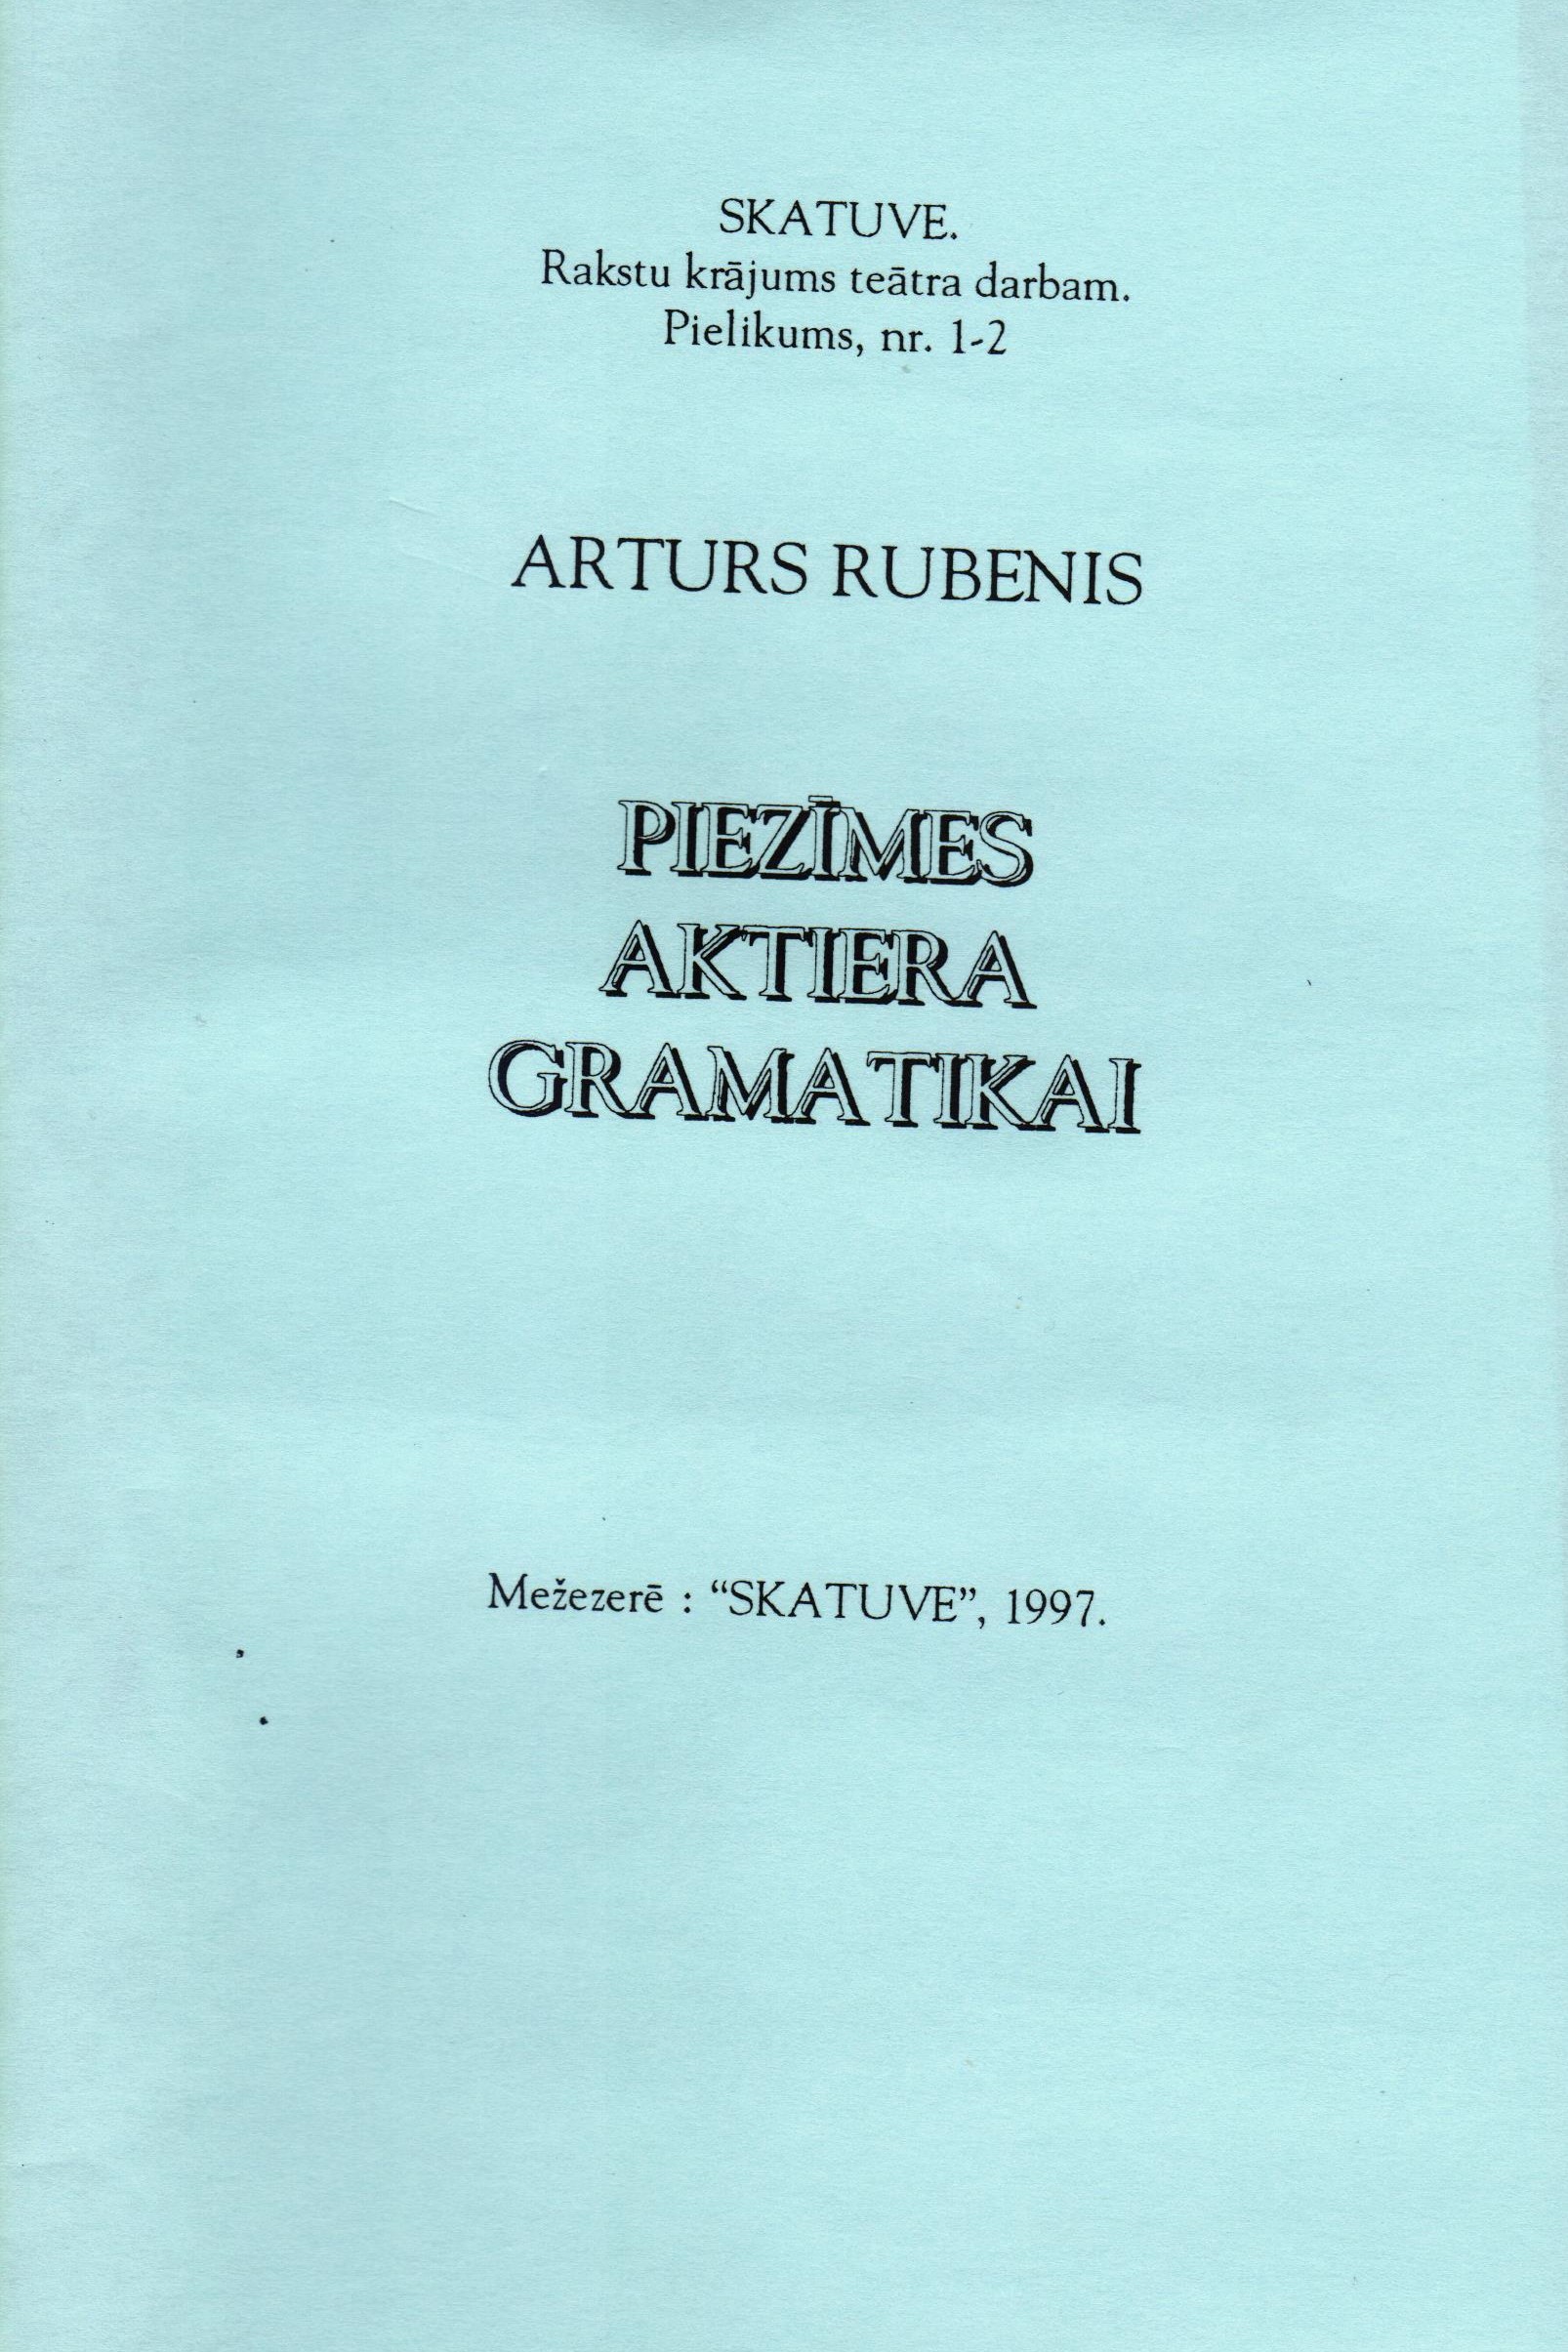 SKATUVE.
Rakstu krājums teātra darbam.
Pielikums, nr. 1-2
ARTURS RUBENIS
PIEZĪMES
AKTIERA
GRAMATIKAI
Mežezerē : “SKATUVE”, 1997.